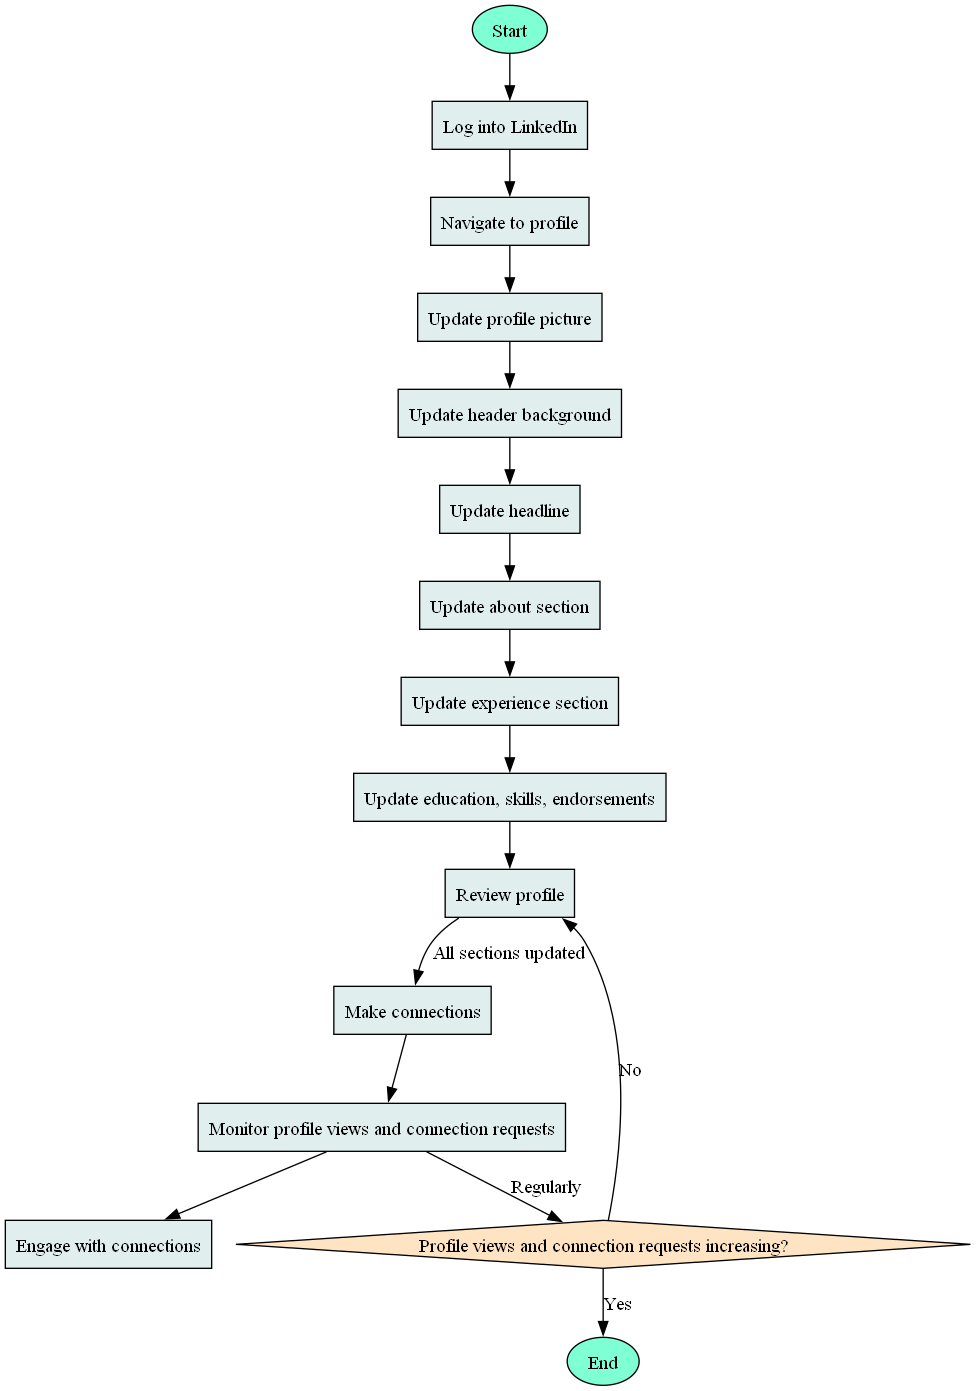 Start
Log into LinkedIn
Navigate to profile
Update profile picture
Update header background
Update headline
Update about section
Update experience section
Update education, skills, endorsements
Review profile
All sections updated
Make connections
No
Monitor profile views and connection requests
Regularly
Engage with connections
Profile views and connection requests increasing?
Yes
End